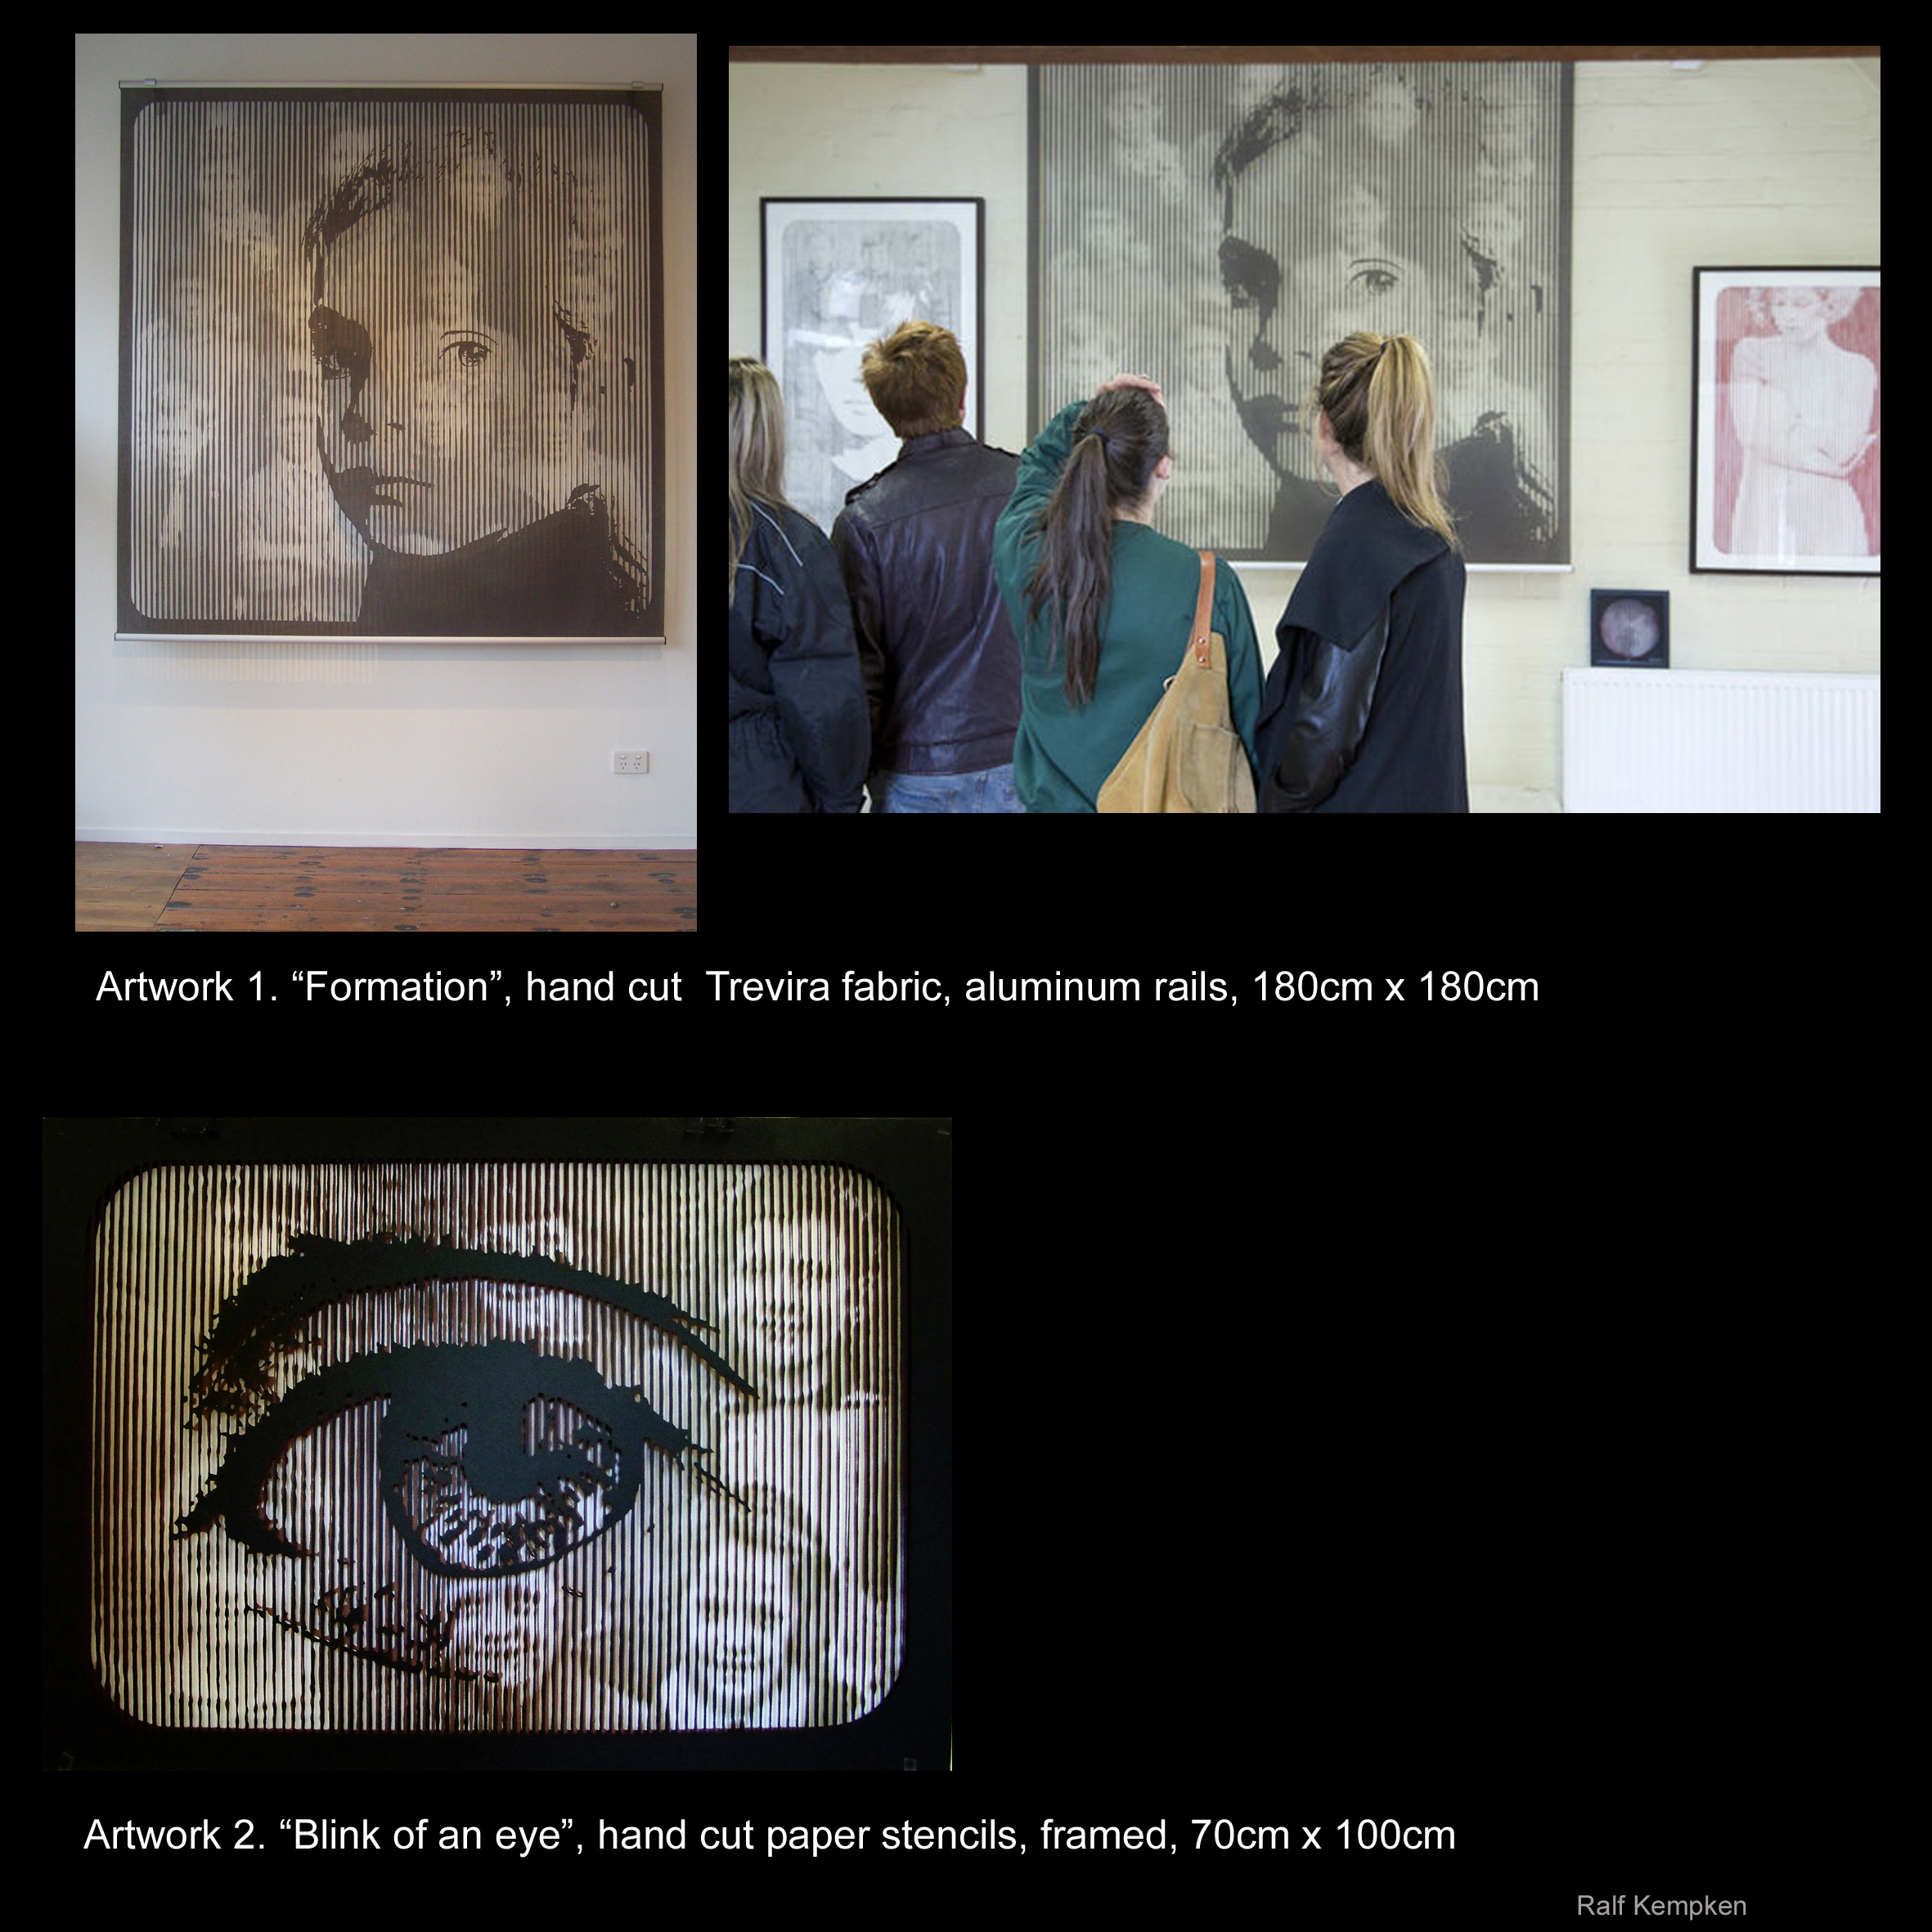 Artwork 1. “Formation”, hand cut  Trevira fabric, aluminum rails, 180cm x 180cm
Artwork 2. “Blink of an eye”, hand cut paper stencils, framed, 70cm x 100cm
Ralf Kempken